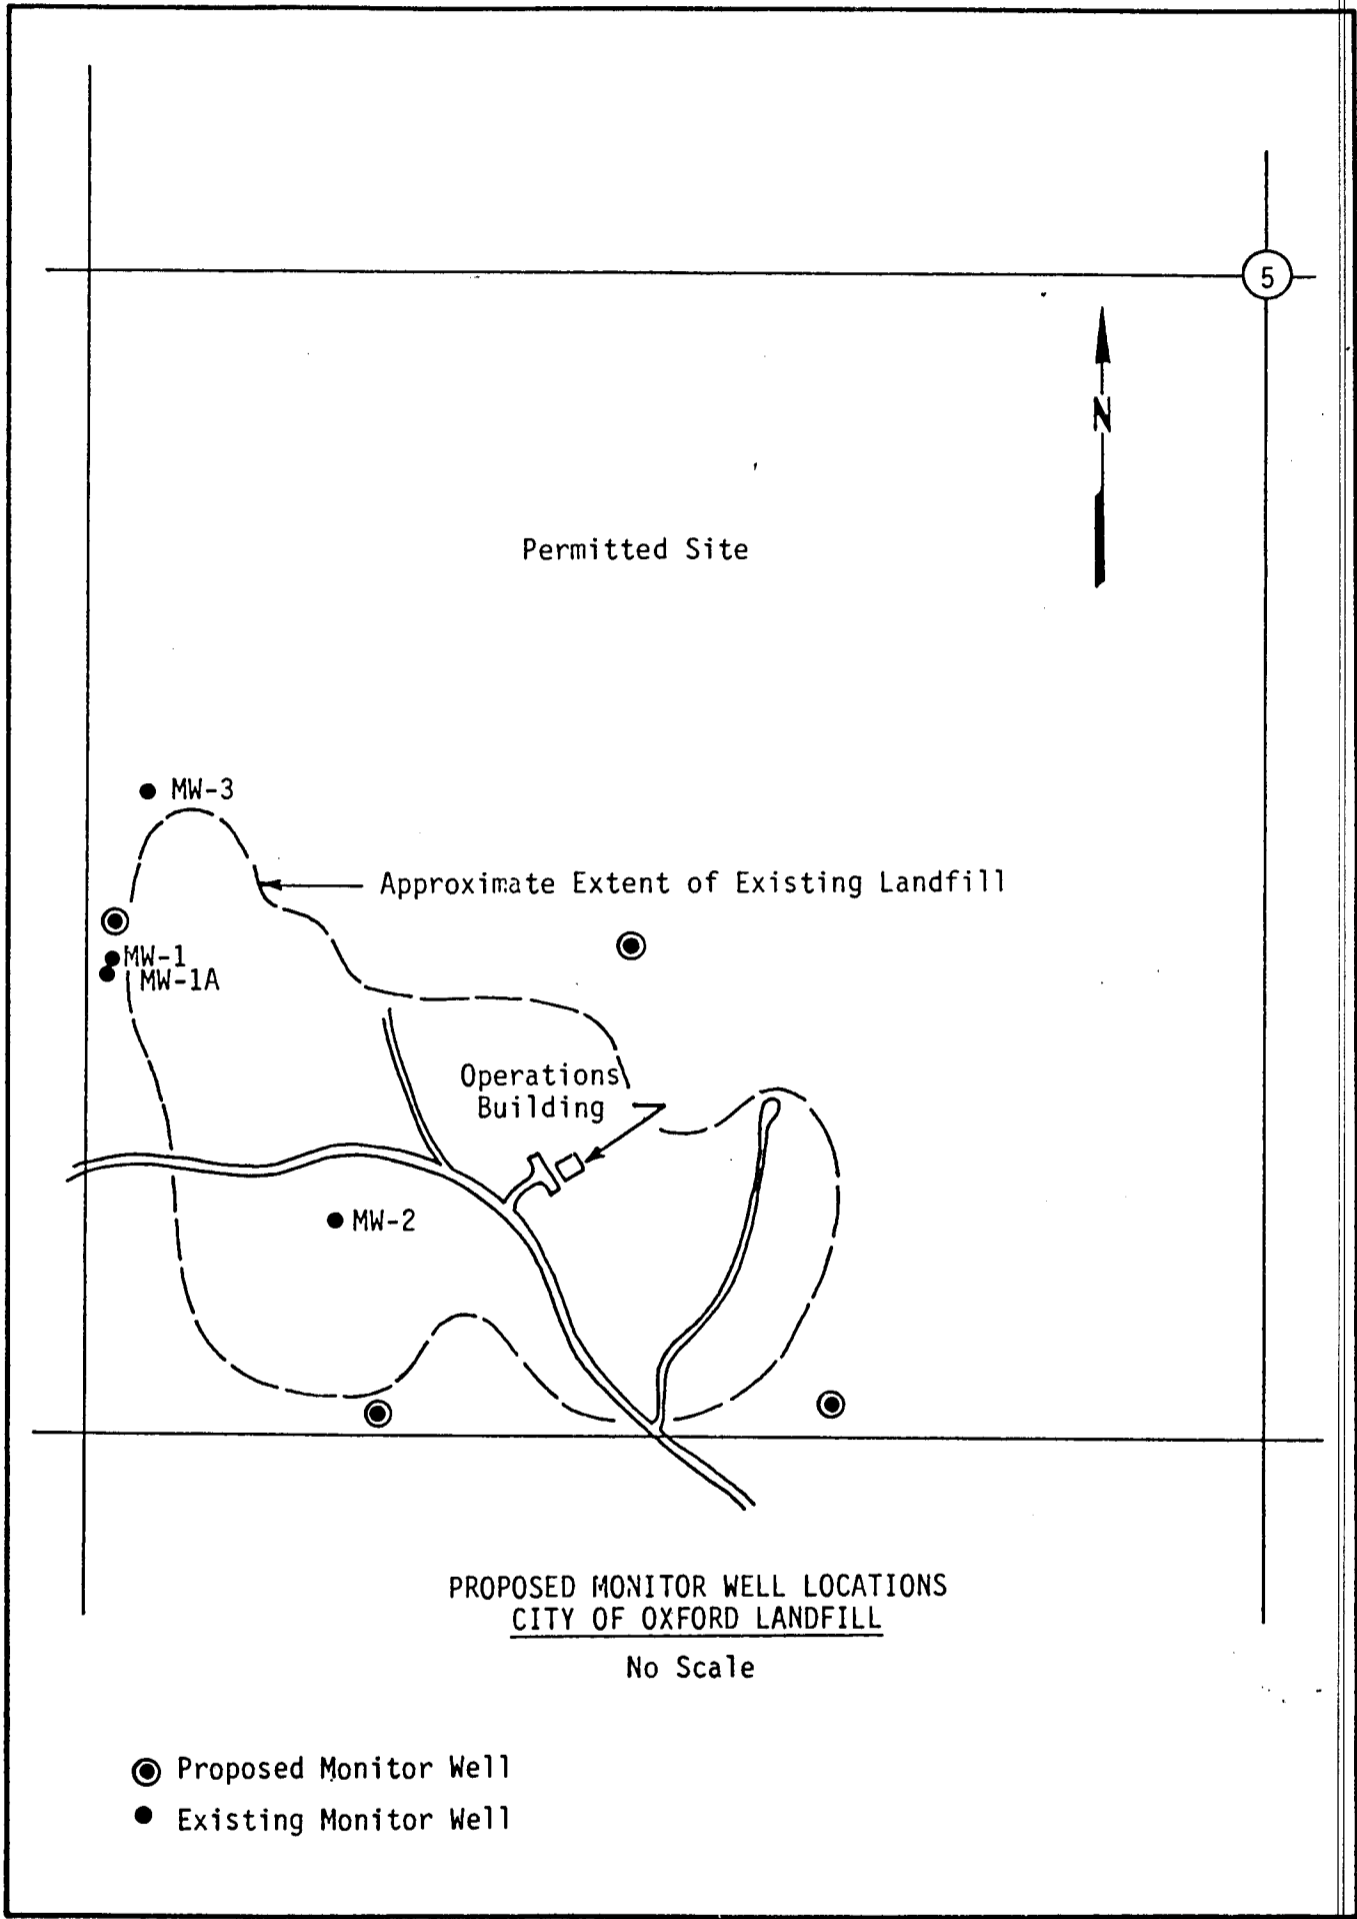 5
N
Permitted Site
MW-3
Approximate Extent of Existing Landfill
MW-1
MW-1A
Operations
Building
MW-2
PROPOSED MONITOR WELL LOCATIONS
CITY OF OXFORD LANDFILL
No Scale
Proposed Monitor Well
Existing Monitor Well